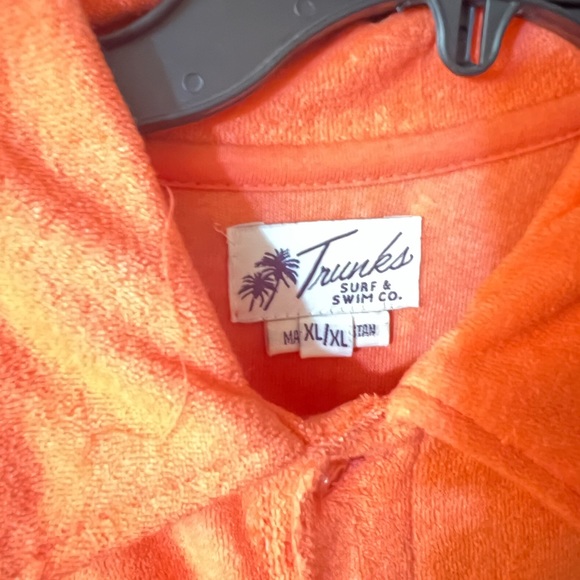 Trunks
SURF &
SWIM CO.
XL/XL